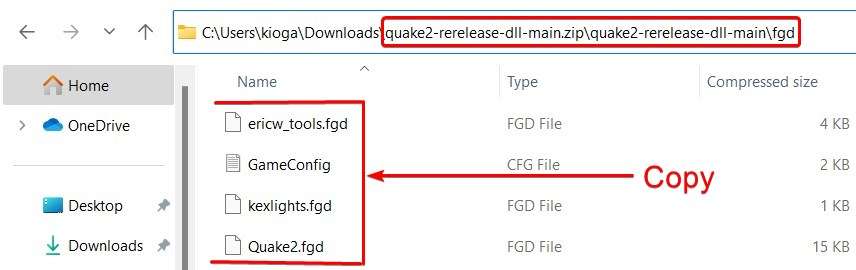 C:\Users\kioga\Downloads\quake2-rerelease-dll-main.zip\quake2-rerelease-dll-main\fgd
Home
OneDrive
Desktop
Downloads
Name Type Compressed size
ericw_tools.fgd FGD File 4 KB
GameConfig CFG File 2 KB
kexlights.fgd FGD File 1 KB
Quake2.fgd FGD File 15 KB
Copy